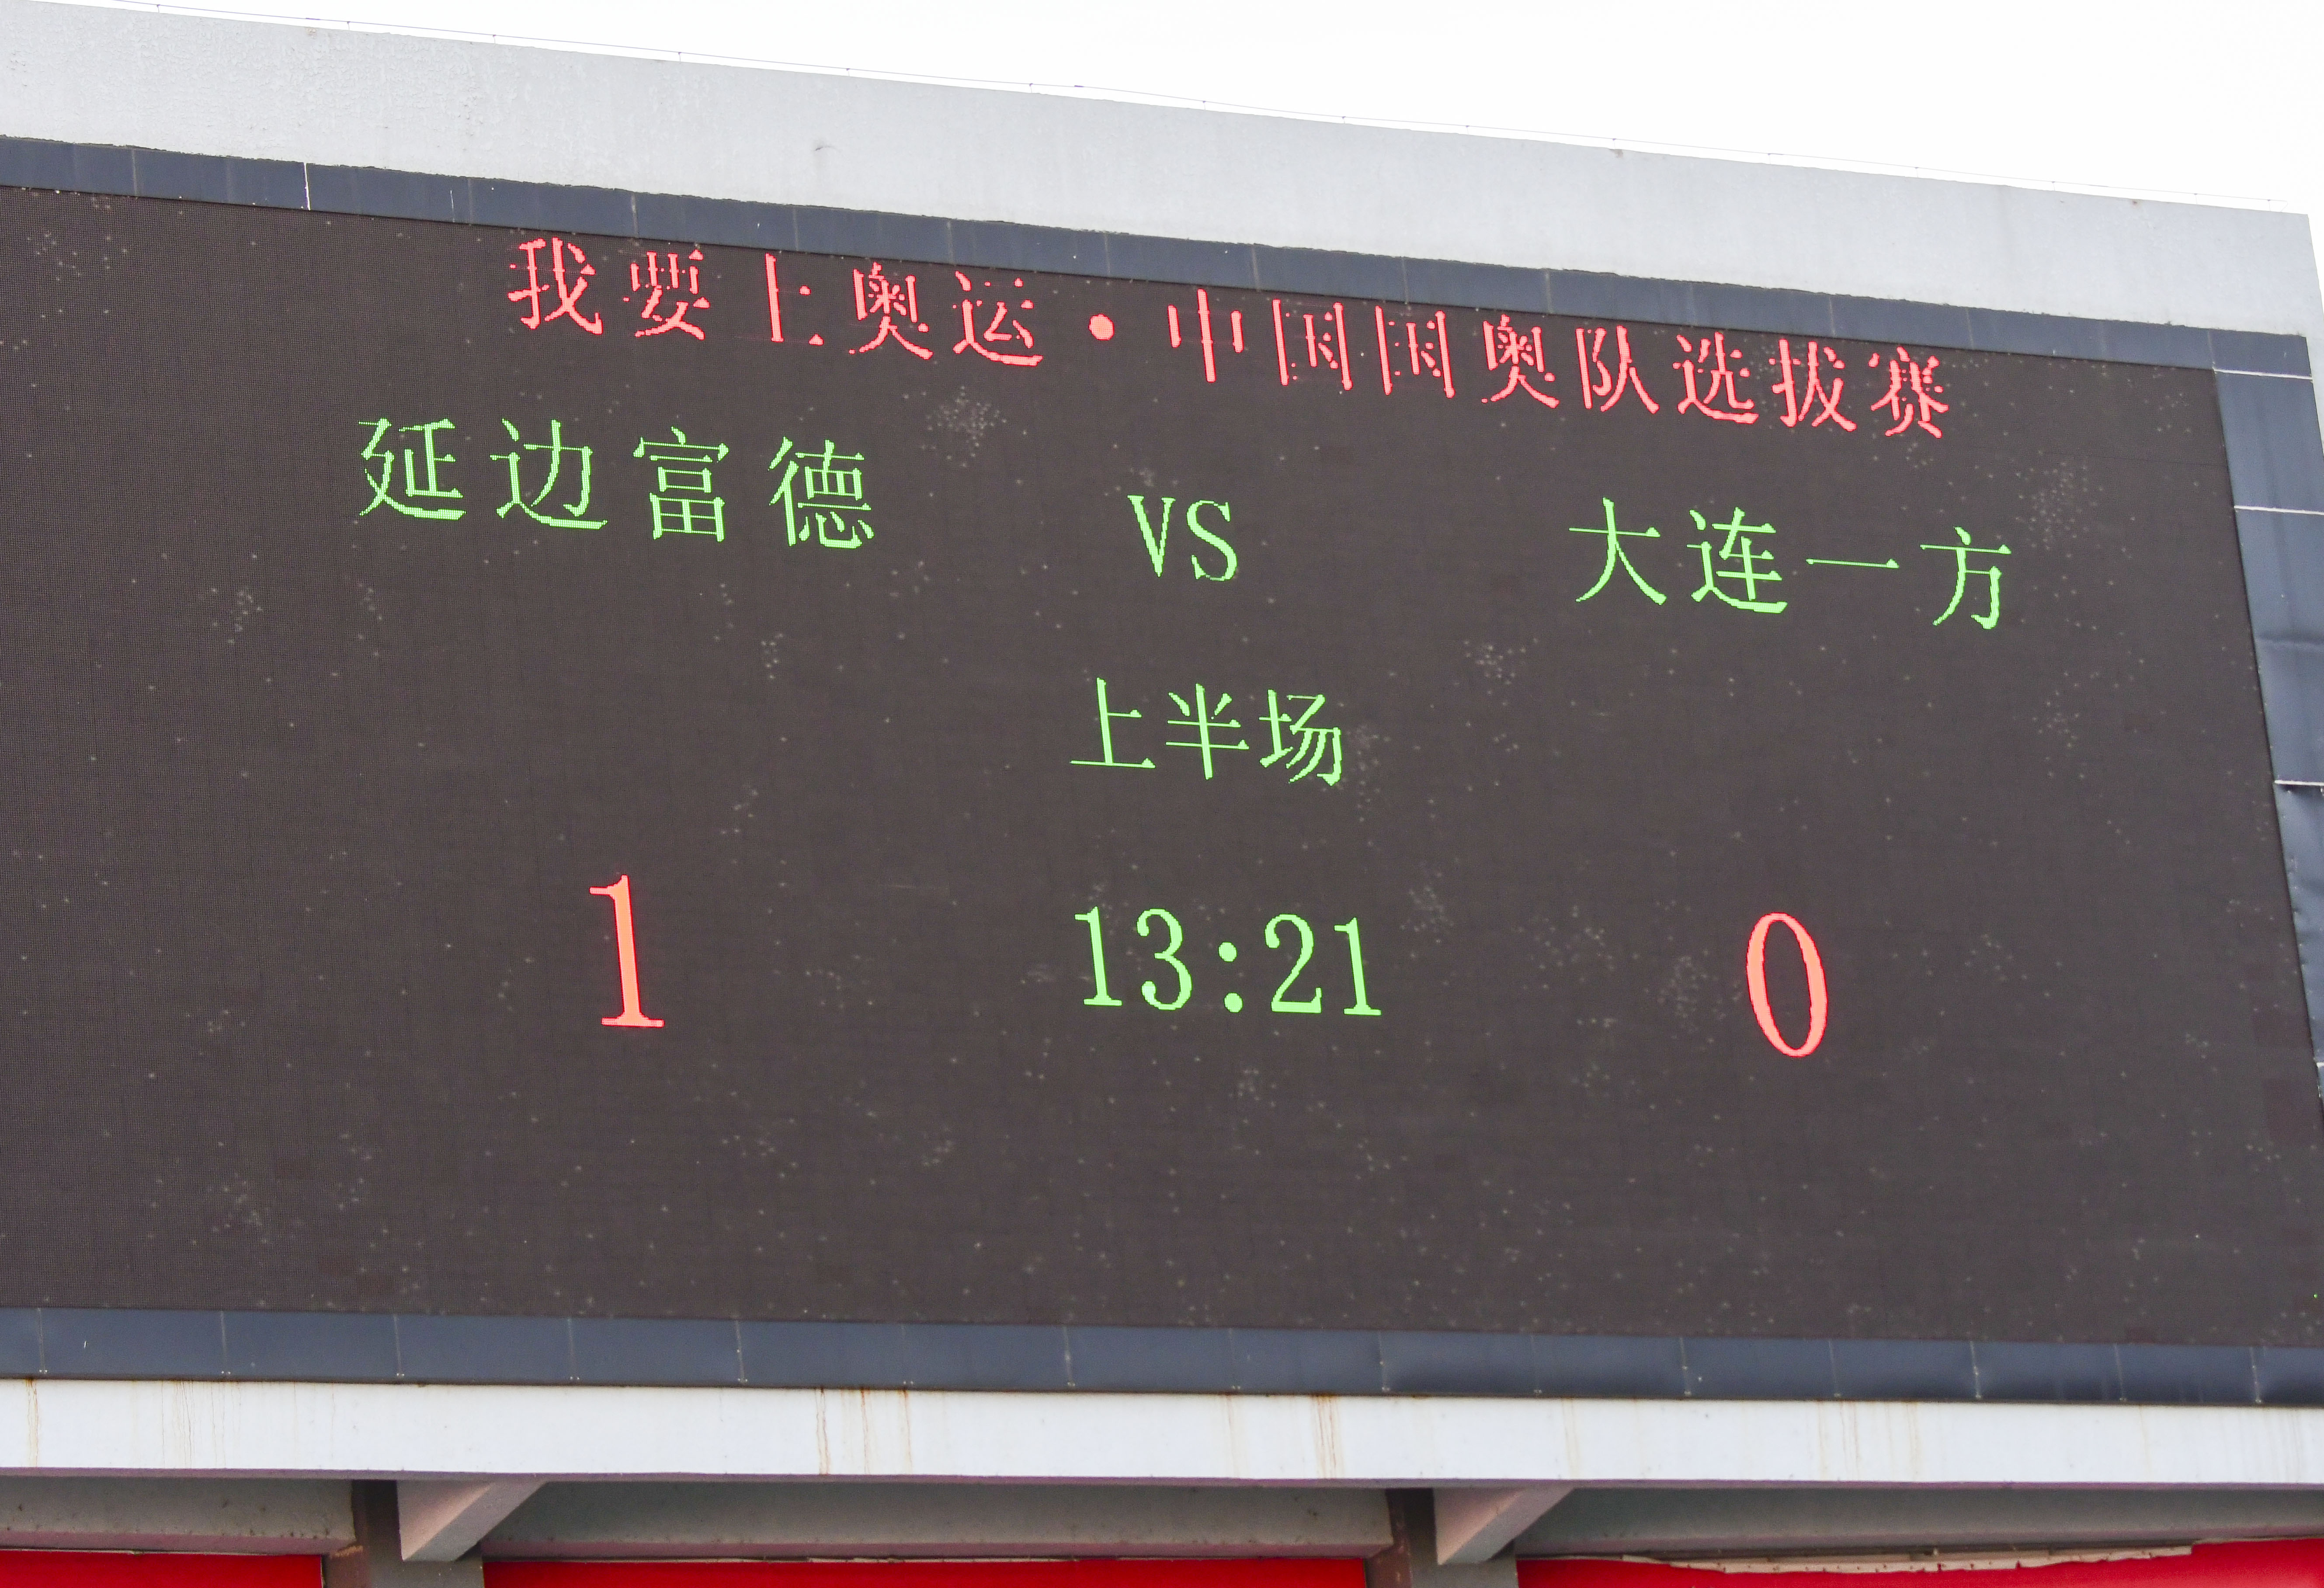 我要上奥运·中国国奥队选拔赛
延边富德 VS 大连一方
上半场
1 13:21 0